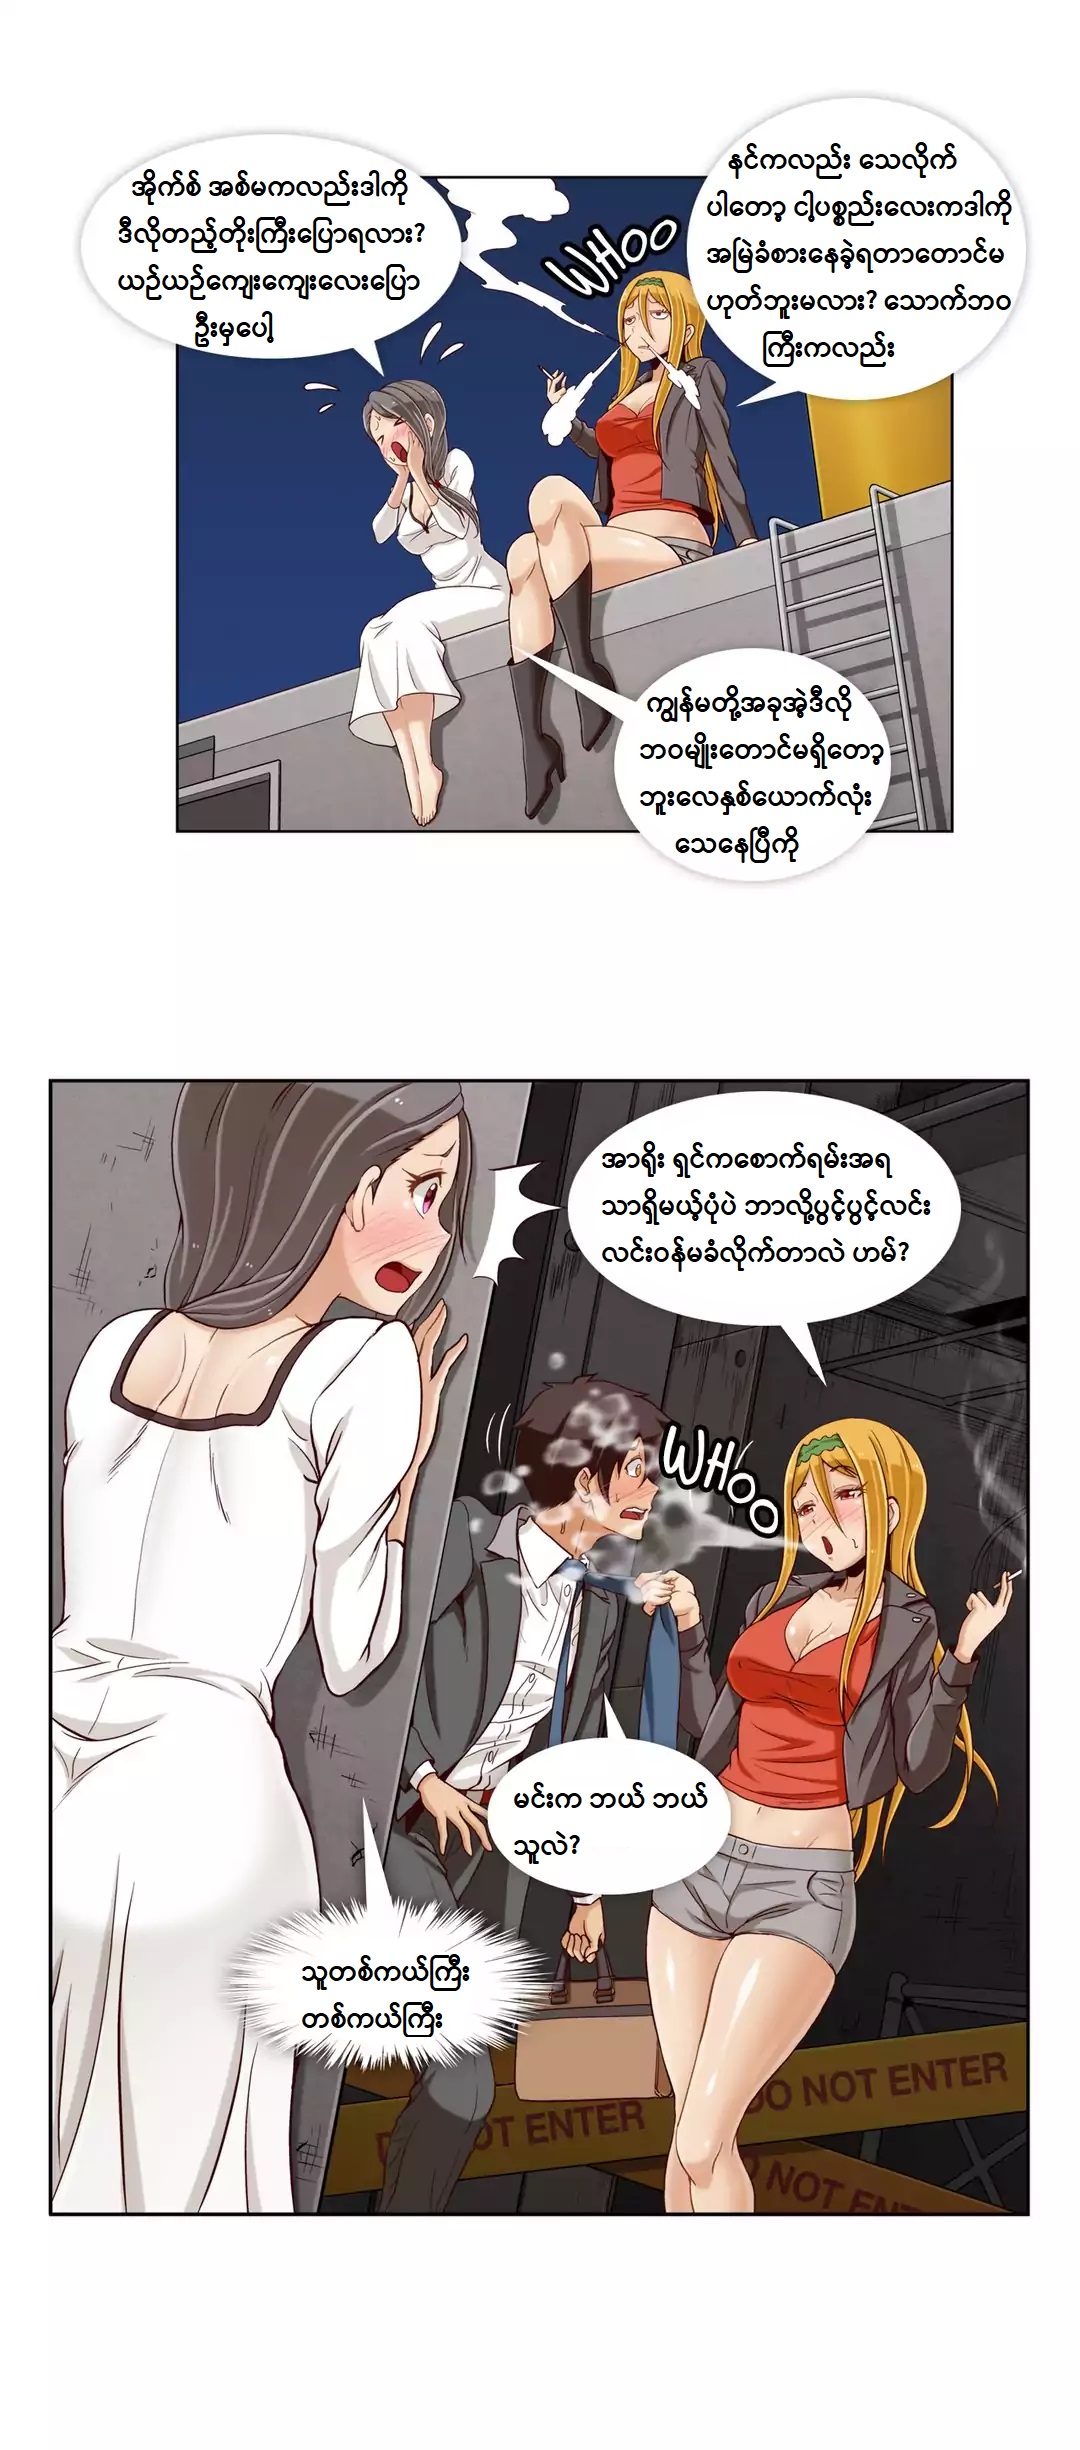 အိုက်စ် အစ်မကလည်းဒါကို
ဒီလိုတည့်တိုးကြီးပြောရလား?
ယဉ်ယဉ်ကျေးကျေးလေးပြော
ဦးမှပေါ့
WHOO
နင်ကလည်း သေလိုက်
ပါတော့ ငါ့ပစ္စည်းလေးကဒါကို
အမြဲခံစားနေခဲ့ရတာတောင်မ
ဟုတ်ဘူးမလား? သောက်ဘဝ
ကြီးကလည်း
ကျွန်မတို့အခုအဲ့ဒီလို
ဘဝမျိုးတောင်မရှိတော့
ဘူးလေနှစ်ယောက်လုံး
သေနေပြီကို
အာရိုး ရှင်ကစောက်ရမ်းအရ
သာရှိမယ့်ပုံပဲ ဘာလို့ပွင့်ပွင့်လင်း
လင်းဝန်မခံလိုက်တာလဲ ဟမ်?
WHOO
မင်းက ဘယ် ဘယ်
သူလဲ?
သူတစ်ကယ်ကြီး
တစ်ကယ်ကြီး
DO NOT ENTER
OT ENTER
NOT ENT